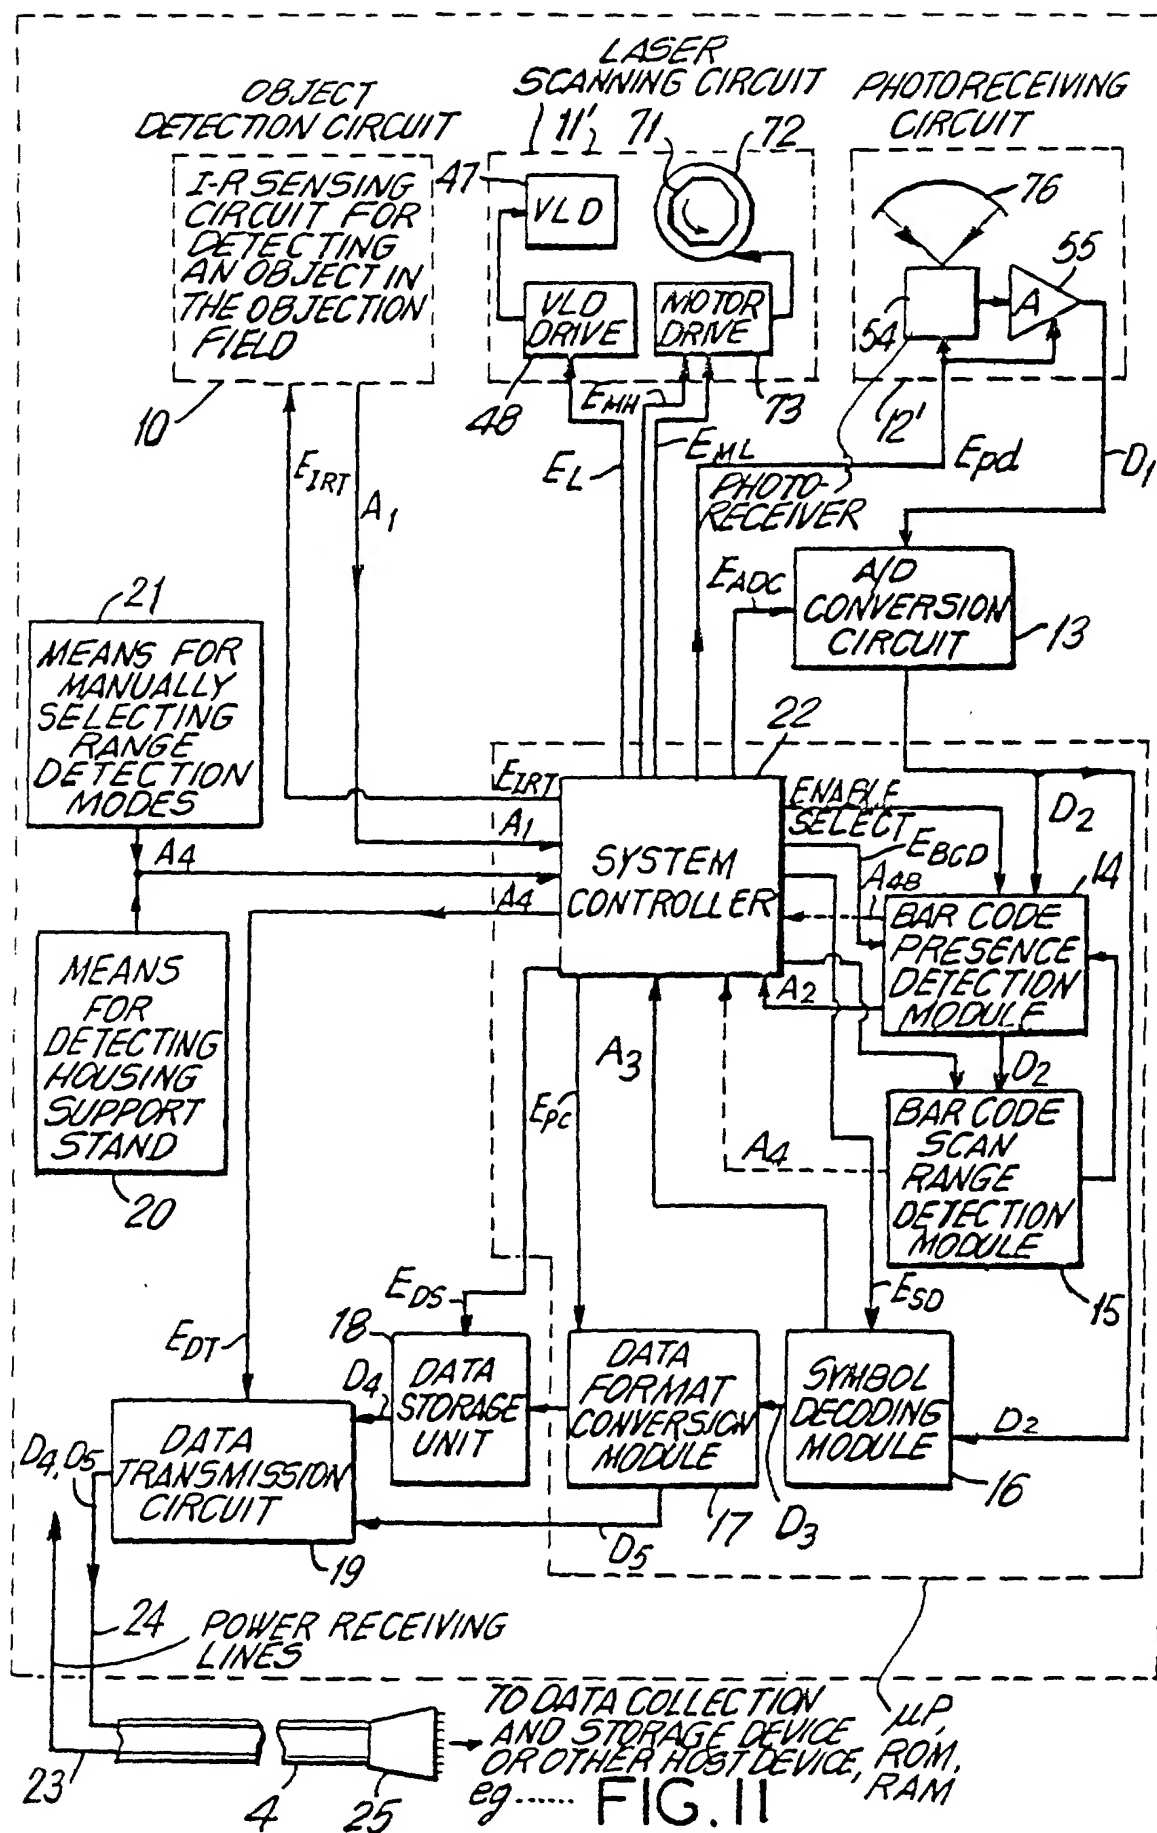 OBJECT
DETECTION CIRCUIT
LASER
SCANNING CIRCUIT
PHOTORECEIVING
CIRCUIT
11'
71
72
47
76
55
I-R SENSING
CIRCUIT FOR
DETECTING
AN OBJECT IN
THE OBJECTION
FIELD
VLD
VLD
DRIVE
MOTOR
DRIVE
A
54
10
48
EMH
73
12'
EIRT
A1
EL
EML
Epd
D1
PHOTO-
RECEIVER
EADC
A/D
CONVERSION
CIRCUIT
13
21
MEANS FOR
MANUALLY
SELECTING
RANGE
DETECTION
MODES
22
EIRT
A1
A4
A4
SYSTEM
CONTROLLER
ENABLE
SELECT
EBCD
A4B
D2
14
BAR CODE
PRESENCE
DETECTION
MODULE
A2
D2
MEANS
FOR
DETECTING
HOUSING
SUPPORT
STAND
20
EPC
A3
A4
BAR CODE
SCAN
RANGE
DETECTION
MODULE
15
EDS
EDT
ESD
18
D4
DATA
STORAGE
UNIT
DATA
FORMAT
CONVERSION
MODULE
SYMBOL
DECODING
MODULE
D2
16
17
D3
D4, D5
DATA
TRANSMISSION
CIRCUIT
19
D5
24
POWER RECEIVING
LINES
23
4
25
TO DATA COLLECTION
AND STORAGE DEVICE
OR OTHER HOST DEVICE,
eg......
μP,
ROM,
RAM
FIG. 11